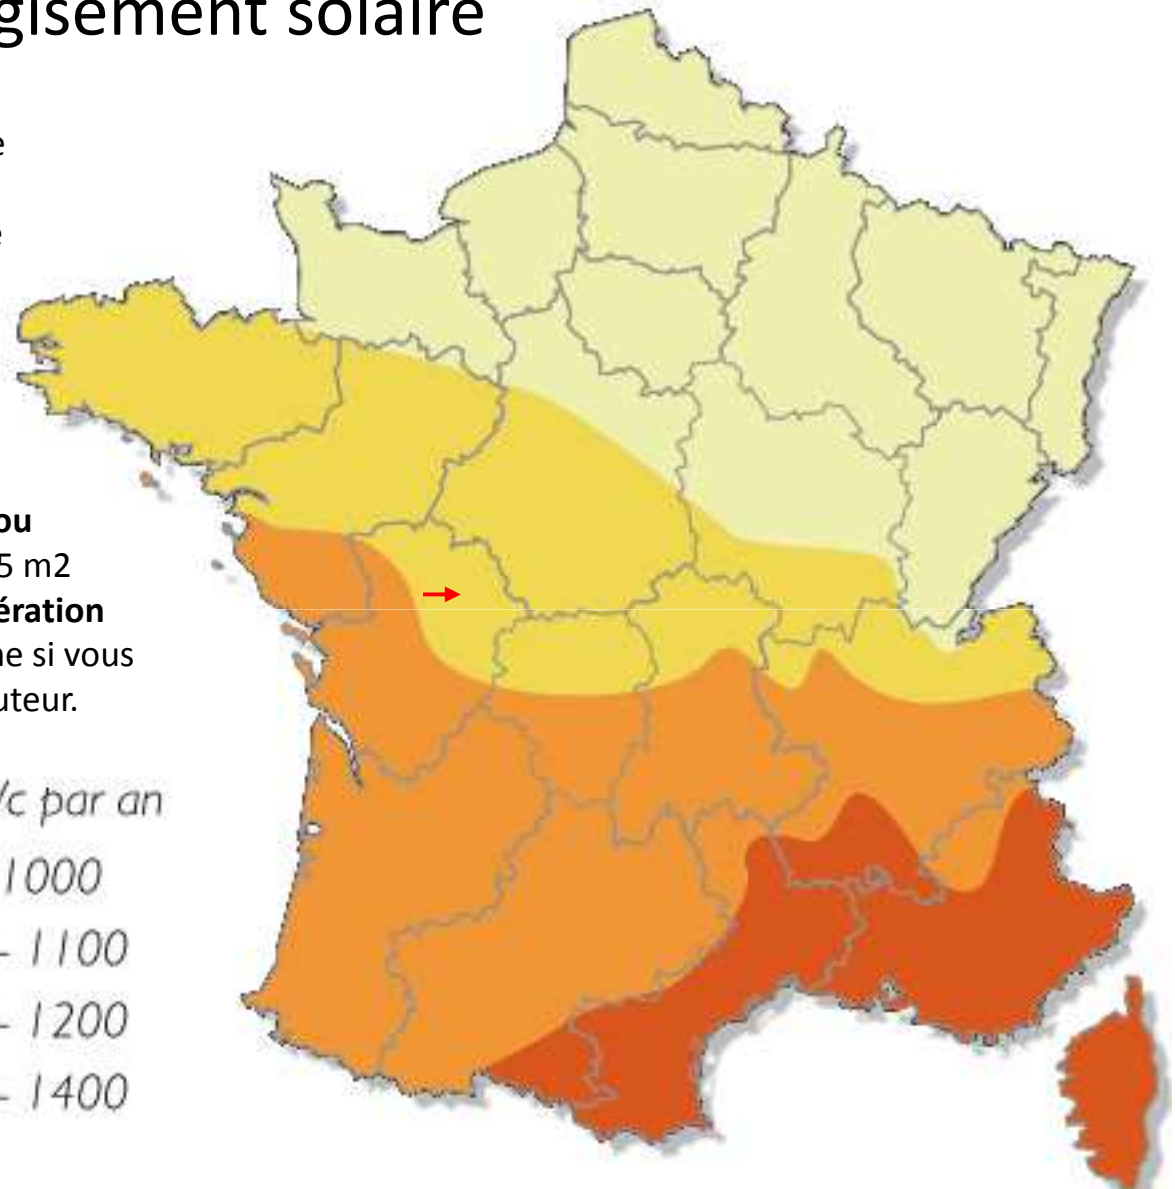 gisement solaire
e
e
ou
5 m2
ération
ne si vous
uteur.
/c par an
1000
- 1100
- 1200
- 1400